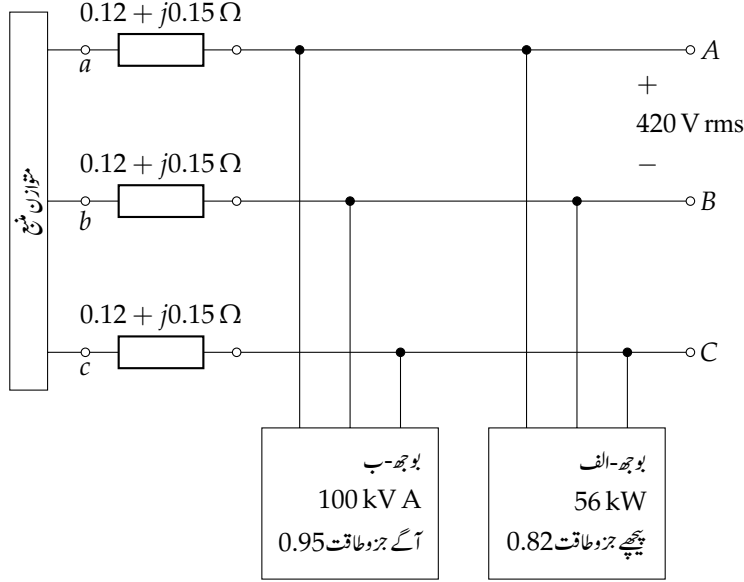 0.12 + j0.15 Ω
a
A
+
420 V rms
−
0.12 + j0.15 Ω
متوازن منبع
b
B
0.12 + j0.15 Ω
c
C
بوجھ-ب
100 kV A
آگے جزو طاقت 0.95
بوجھ-الف
56 kW
پیچھے جزو طاقت 0.82